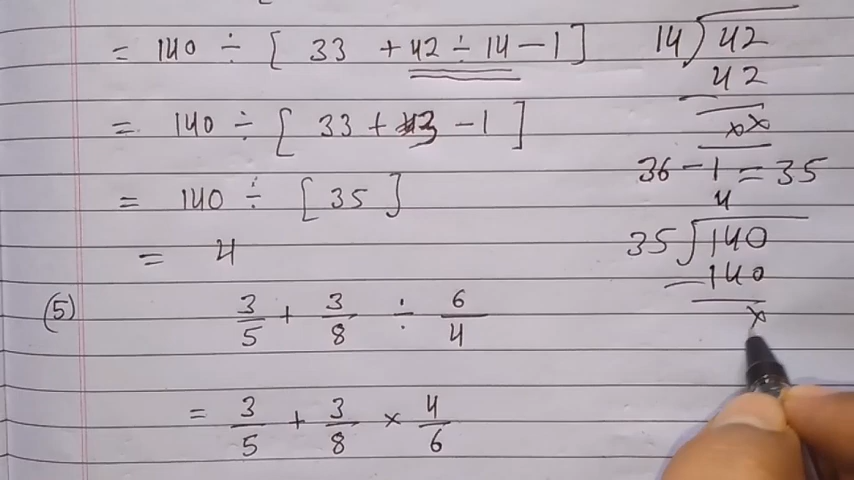 = 140 ÷ [ 33 + 42 ÷ 14 - 1 ]
= 140 ÷ [ 33 + 3 - 1 ]
= 140 ÷ [ 35 ]
= 4
(5) 3/5 + 3/8 ÷ 6/4
= 3/5 + 3/8 × 4/6
14 ) 42
42
xx
36 - 1 = 35
4
35 ) 140
- 140
x